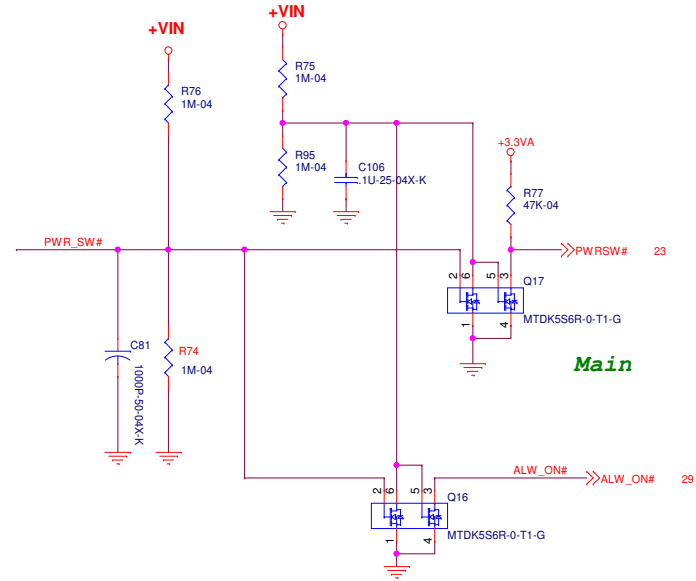 +VIN
+VIN
R75
1M-04
R76
1M-04
+3.3VA
R95
1M-04
C106
.1U-25-04X-K
R77
47K-04
PWR_SW#
PWRSW#
23
2
6
5
3
Q17
1
4
MTDK5S6R-0-T1-G
C81
1000P-50-04X-K
R74
1M-04
Main
ALW_ON#
ALW_ON#
29
2
6
5
3
Q16
1
4
MTDK5S6R-0-T1-G